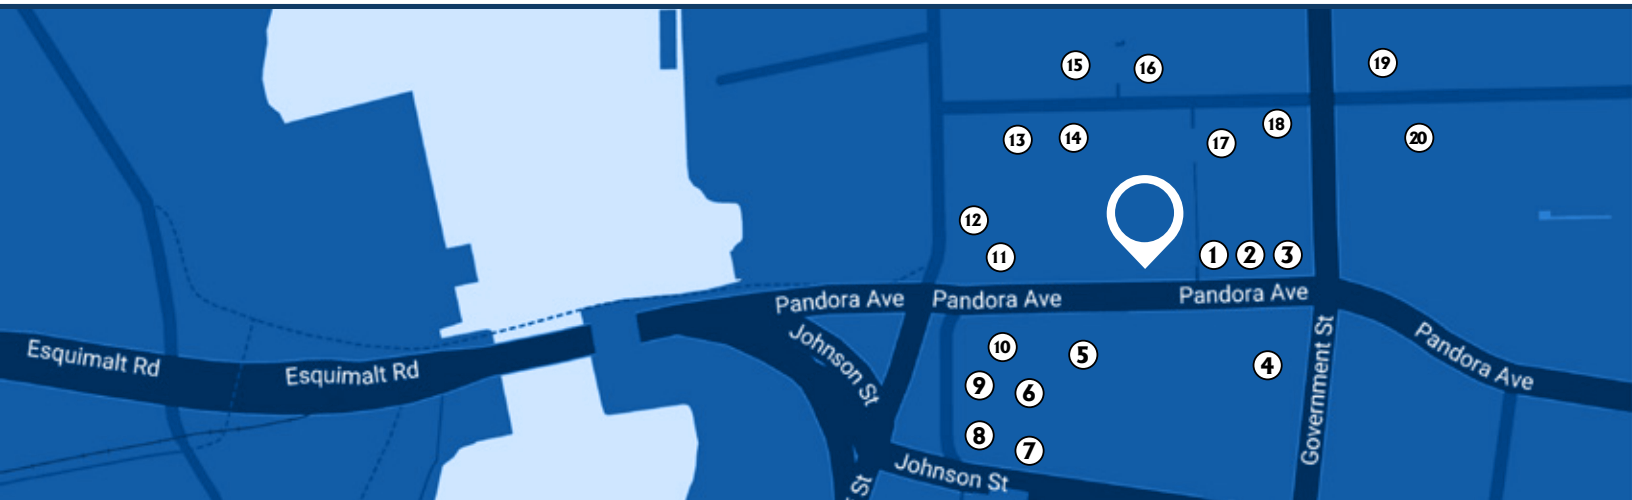 15
16
19
13
14
17
18
20
12
11
1
2
3
Pandora Ave
Pandora Ave
Pandora Ave
Johnson St
10
5
4
Government St
Pandora Ave
Esquimalt Rd
Esquimalt Rd
9
6
8
7
Johnson St
St